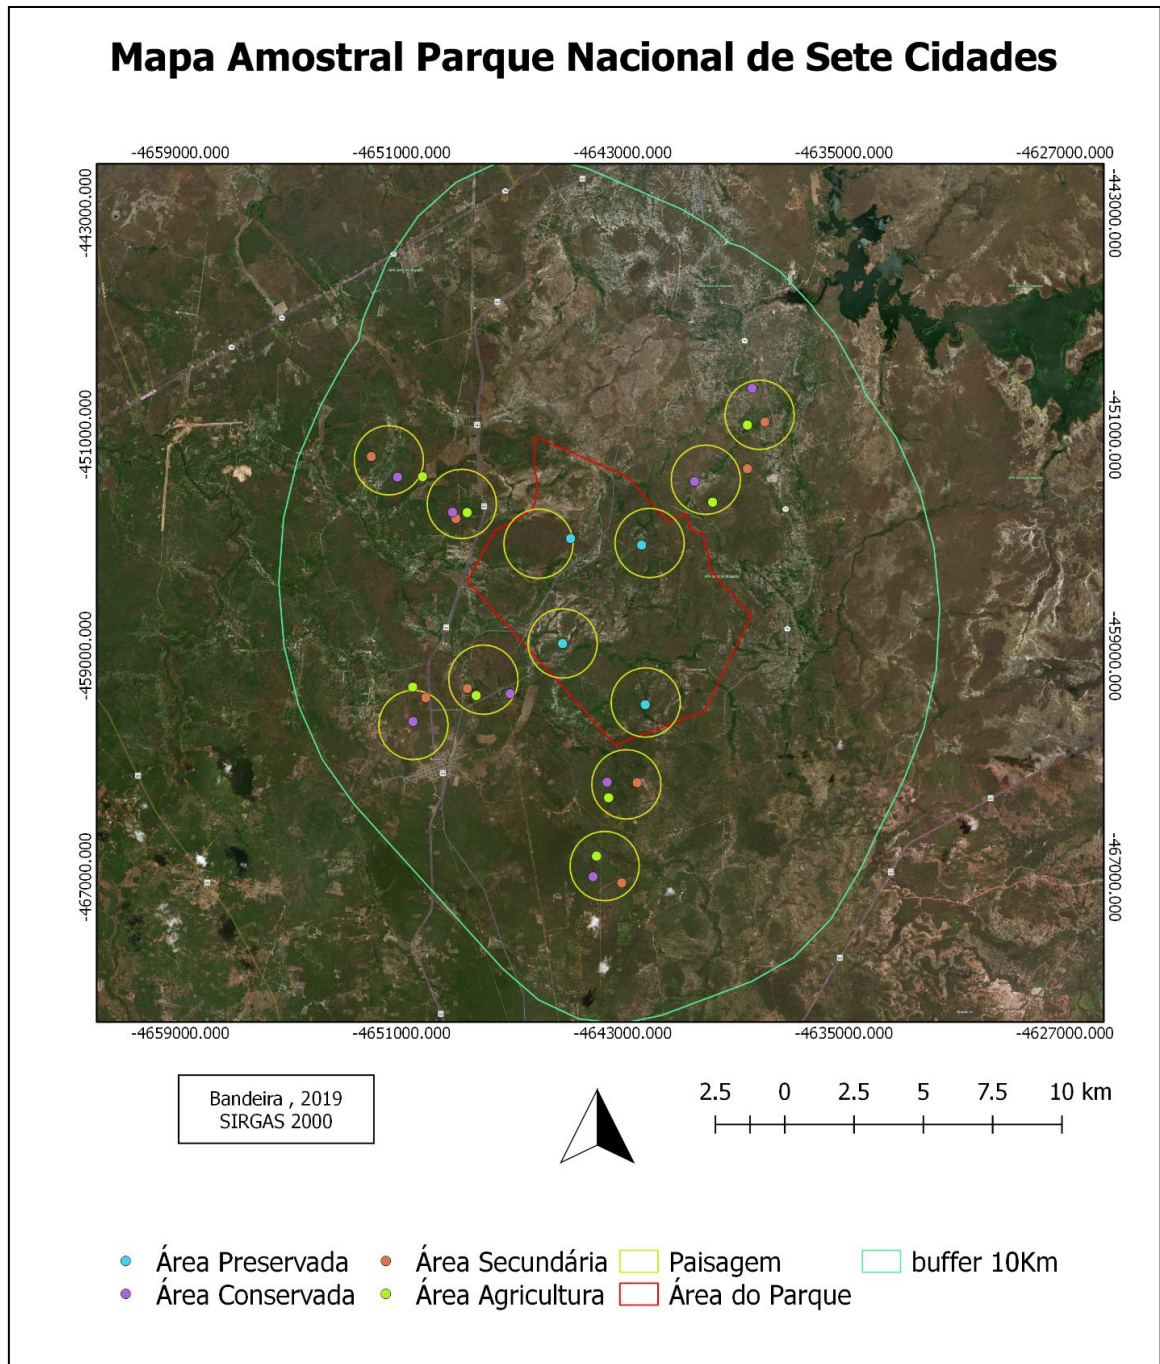 Mapa Amostral Parque Nacional de Sete Cidades
-4659000.000 -4651000.000 -4643000.000 -4635000.000 -4627000.000
-443000.000 -443000.000
-451000.000 -451000.000
-459000.000 -459000.000
-467000.000 -467000.000
-4659000.000 -4651000.000 -4643000.000 -4635000.000 -4627000.000
Bandeira , 2019
SIRGAS 2000
2.5 0 2.5 5 7.5 10 km
Área Preservada Área Secundária Paisagem buffer 10Km
Área Conservada Área Agricultura Área do Parque